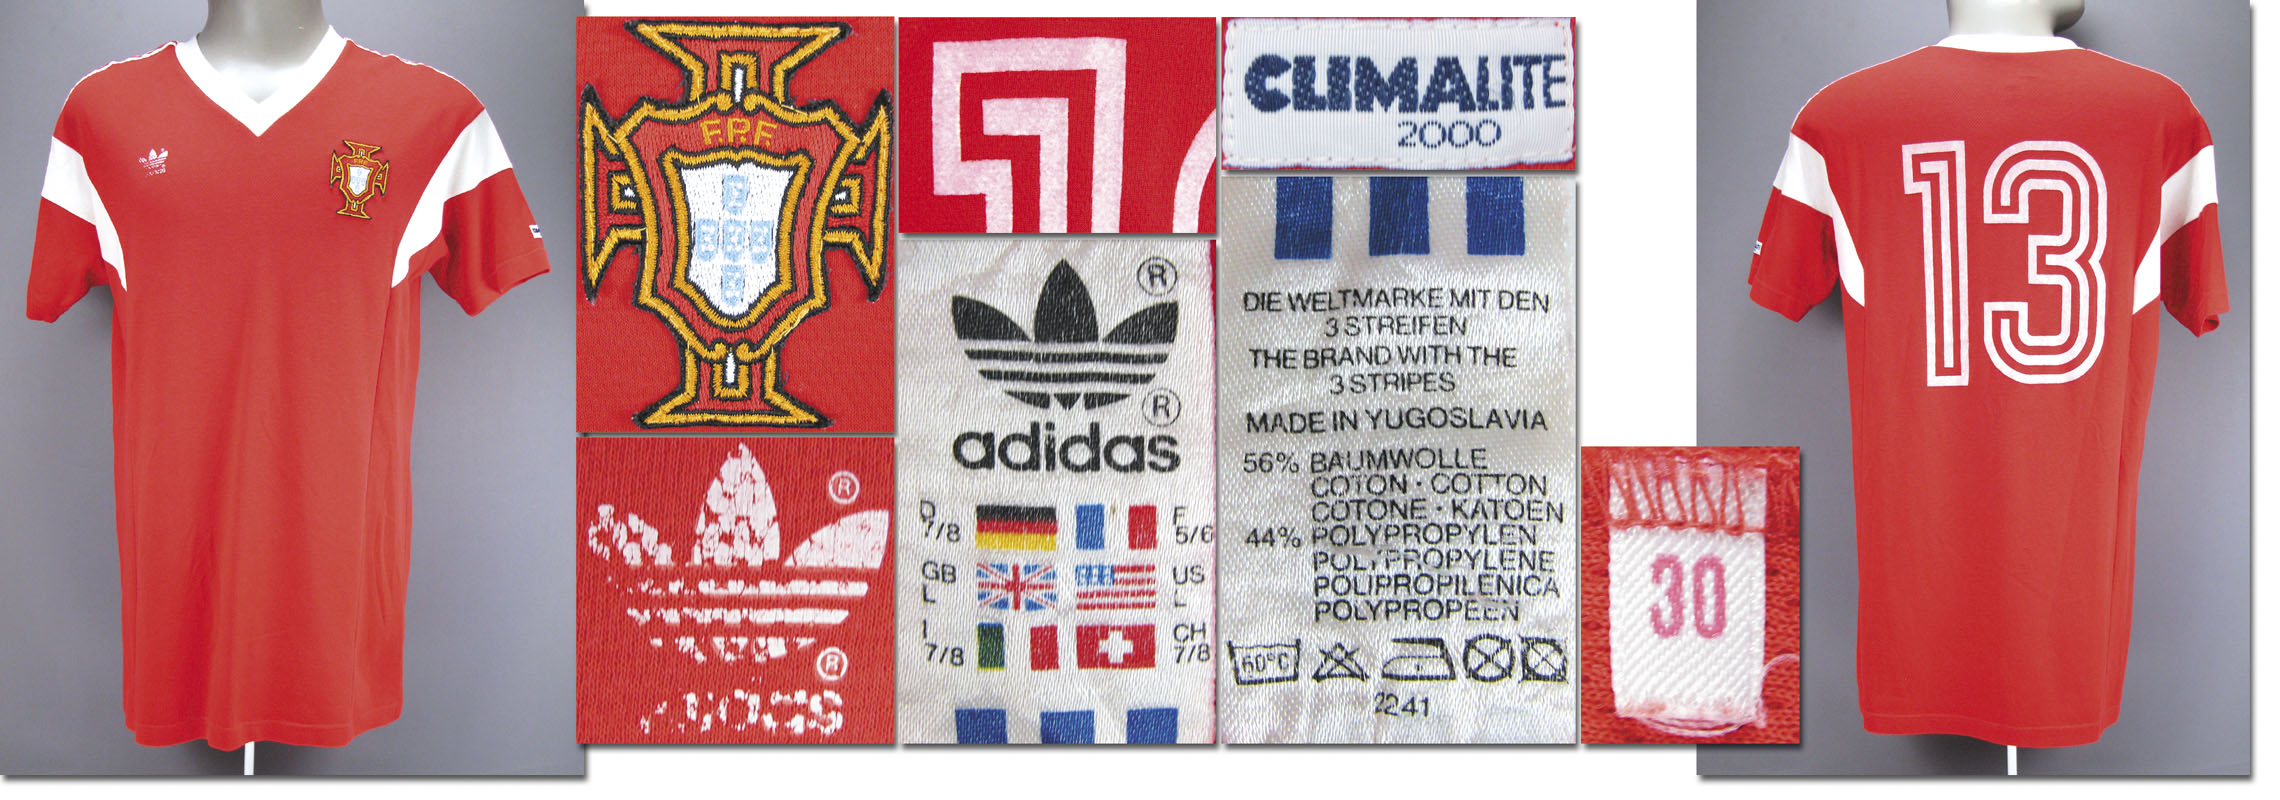 F.P.F.
®
®
CLIMALITE
2000
®
®
adidas
D
7/8
F
5/6
GB
L
US
L
I
7/8
CH
7/8
DIE WELTMARKE MIT DEN
3 STREIFEN
THE BRAND WITH THE
3 STRIPES
MADE IN YUGOSLAVIA
56% BAUMWOLLE
COTON · COTTON
COTONE · KATOEN
44% POLYPROPYLEN
POLYPROPYLENE
POLIPROPILENICA
POLYPROPEEN
60°C
2241
30
13